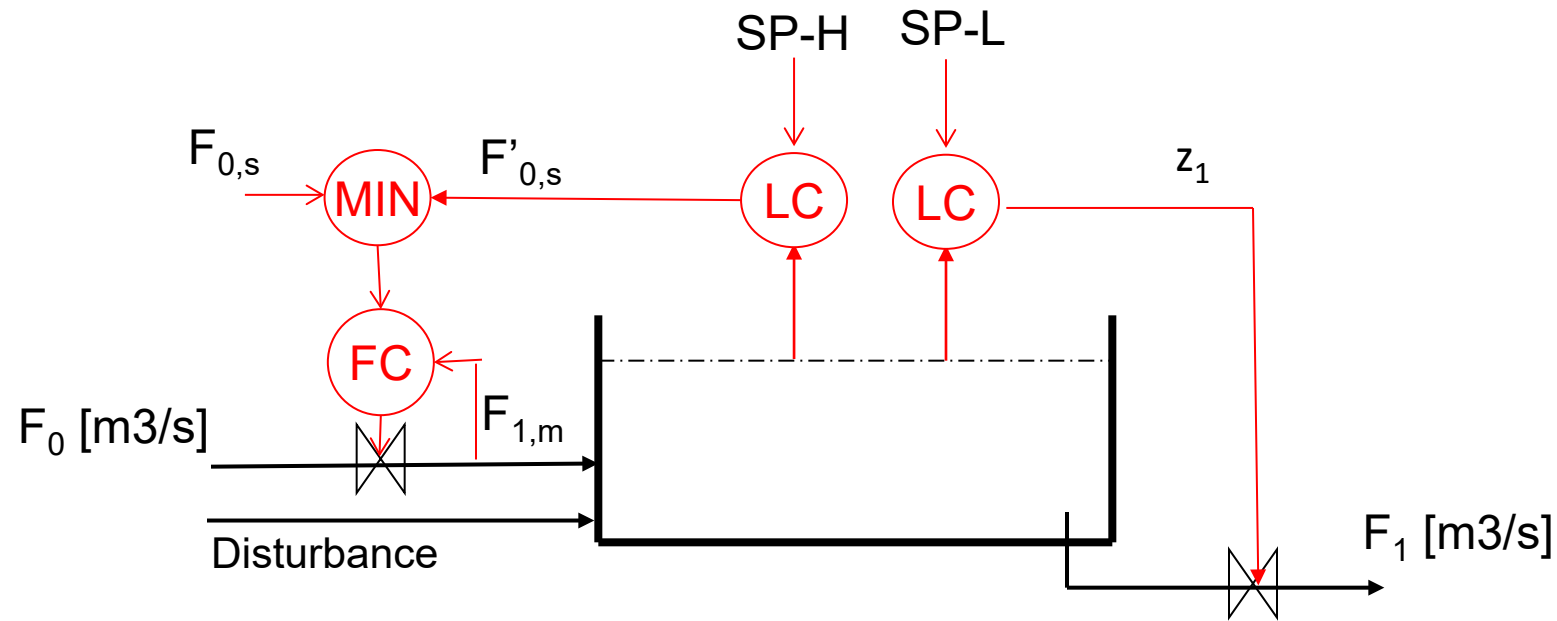 SP-H
SP-L
F0,s
MIN
F’0,s
LC
LC
z1
FC
F1,m
F0 [m3/s]
Disturbance
F1 [m3/s]